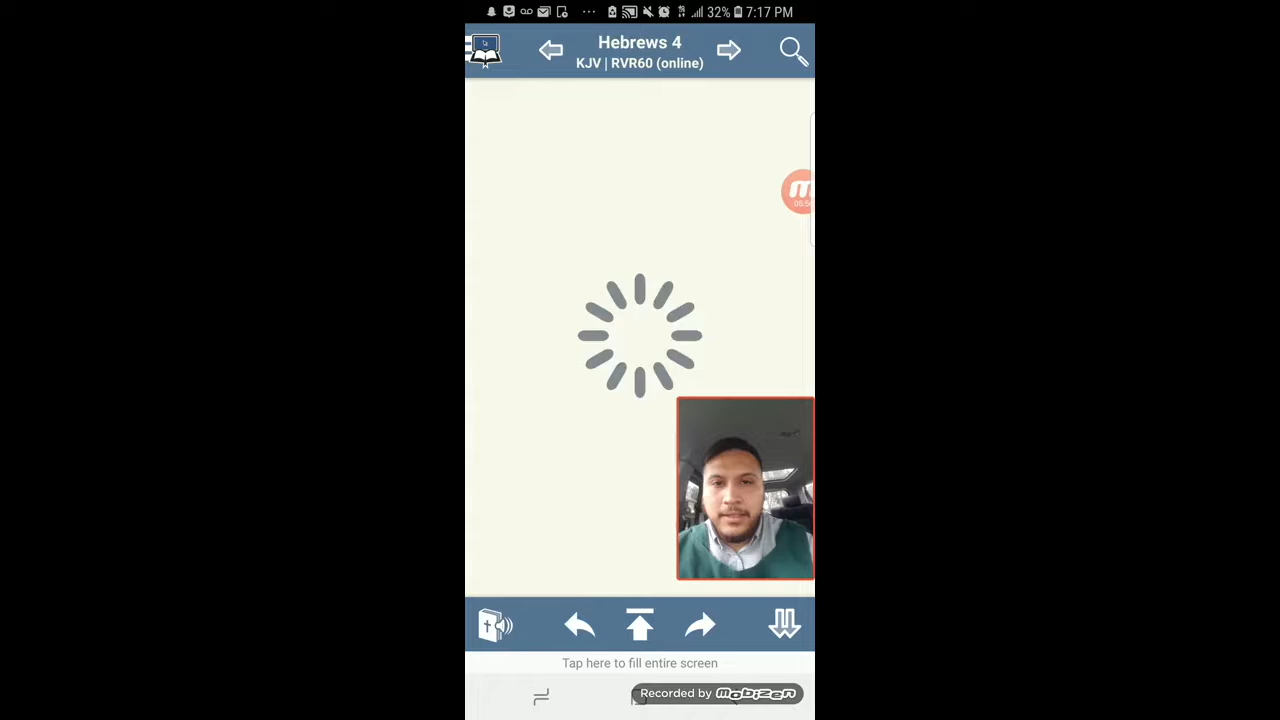 32% 7:17 PM
Hebrews 4
KJV | RVR60 (online)
Tap here to fill entire screen
Recorded by MOBIZEN